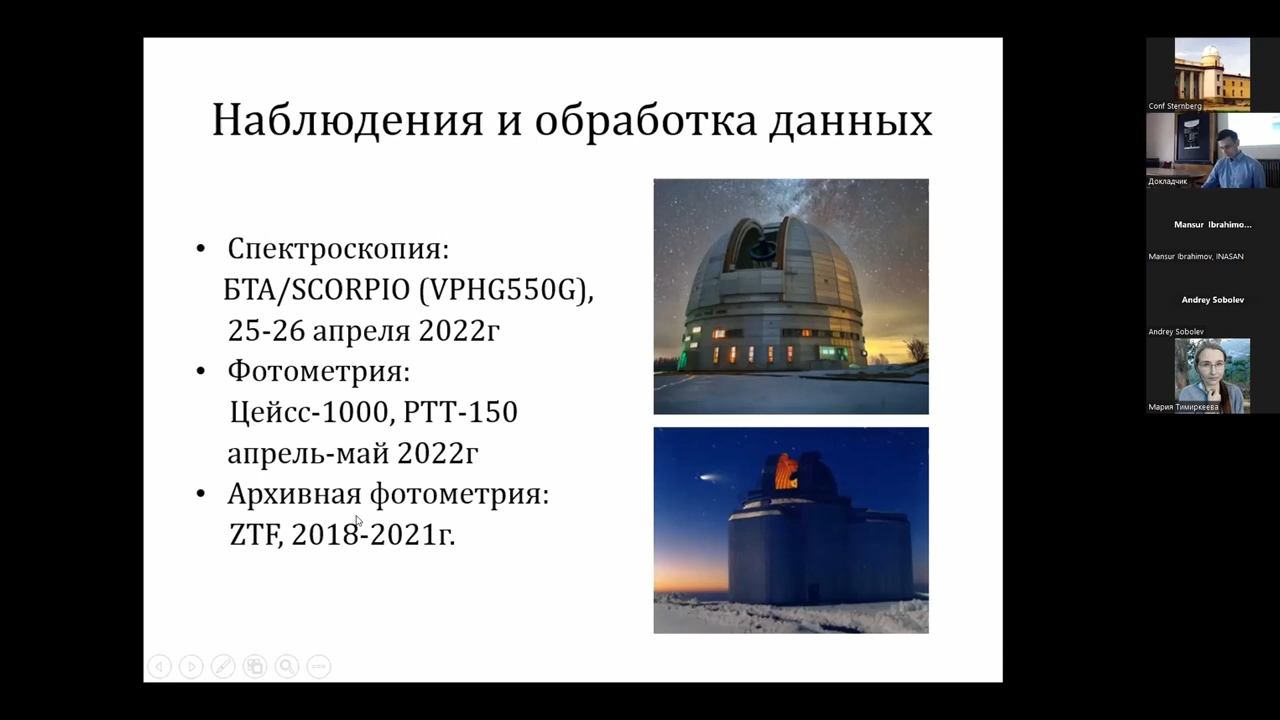 Наблюдения и обработка данных
• Спектроскопия:
БТА/SCORPIO (VPHG550G),
25-26 апреля 2022г
• Фотометрия:
Цейсс-1000, РТТ-150
апрель-май 2022г
• Архивная фотометрия:
ZTF, 2018-2021г.
Conf Sternberg
Докладчик
Mansur Ibrahimo...
Mansur Ibrahimov, INASAN
Andrey Sobolev
Andrey Sobolev
Мария Тимиркеева